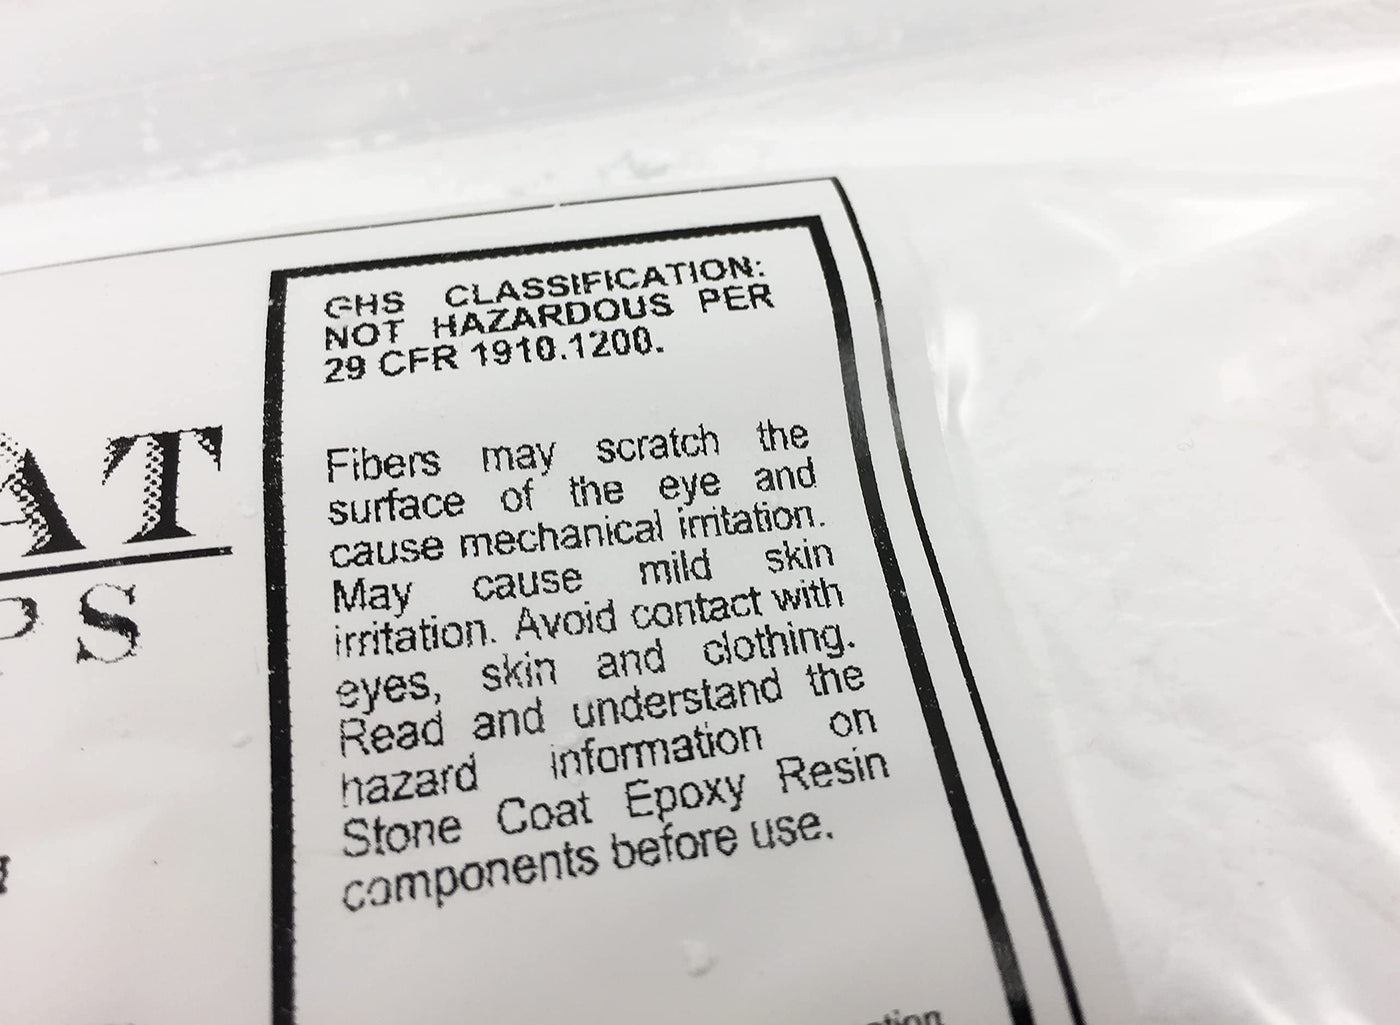 GHS CLASSIFICATION:
NOT HAZARDOUS PER
29 CFR 1910.1200.
Fibers may scratch the
surface of the eye and
cause mechanical irritation.
May cause mild skin
irritation. Avoid contact with
eyes, skin and clothing.
Read and understand the
hazard information on
Stone Coat Epoxy Resin
components before use.
AT
PS